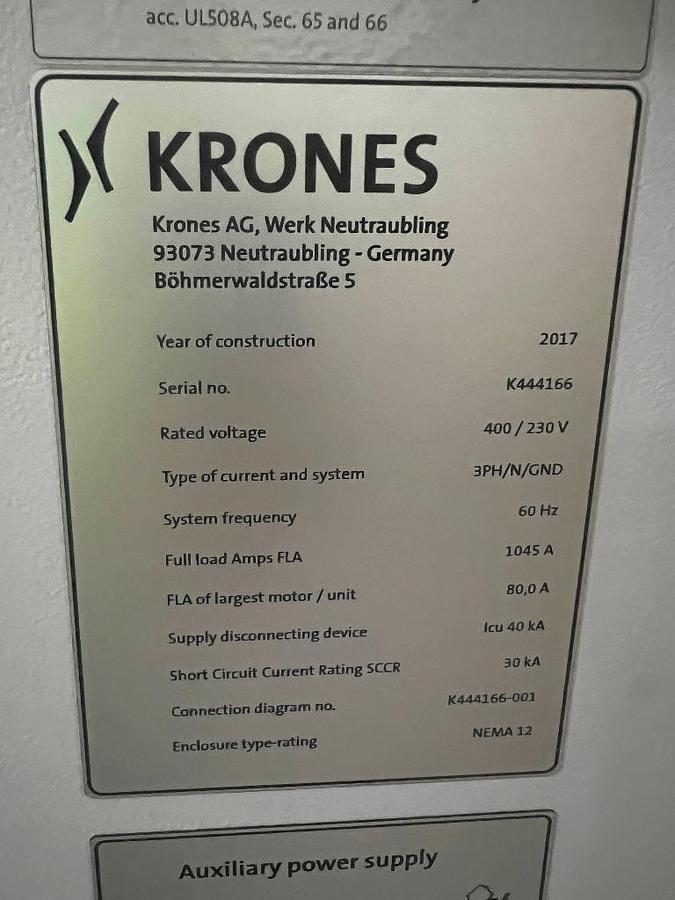 acc. UL508A, Sec. 65 and 66
KRONES
Krones AG, Werk Neutraubling
93073 Neutraubling - Germany
Böhmerwaldstraße 5
Year of construction 2017
Serial no. K444166
Rated voltage 400 / 230 V
Type of current and system 3PH/N/GND
System frequency 60 Hz
Full load Amps FLA 1045 A
FLA of largest motor / unit 80,0 A
Supply disconnecting device Icu 40 kA
Short Circuit Current Rating SCCR 30 kA
Connection diagram no. K444166-001
Enclosure type-rating NEMA 12
Auxiliary power supply